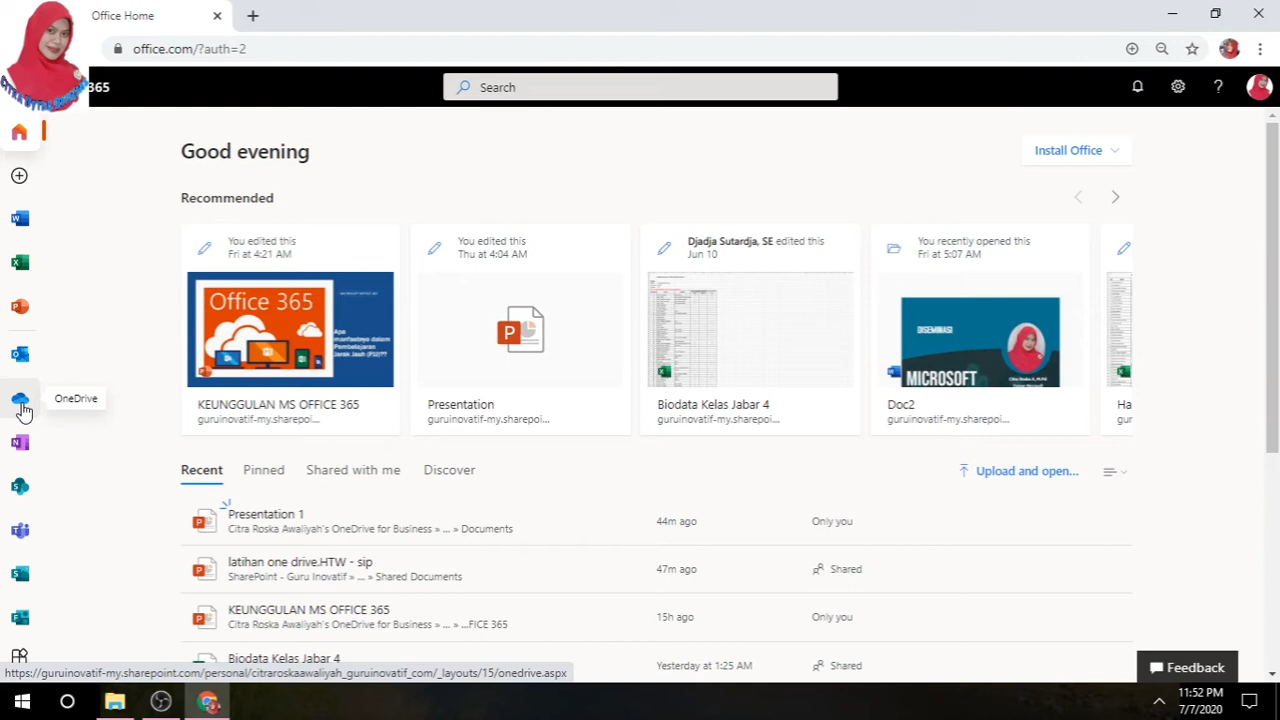 Office Home
office.com/?auth=2
365
Search
Good evening
Install Office
Recommended
You edited this
Fri at 4:21 AM
Office 365
Apa
manfaatnya dalam
Pembelajaran
KEUNGGULAN MS OFFICE 365
guruinovatif-my.sharepoi...
You edited this
Thu at 4:04 AM
Presentation
guruinovatif-my.sharepoi...
Djadja Sutardja, SE edited this
Jun 10
Biodata Kelas Jabar 4
guruinovatif-my.sharepoi...
You recently opened this
Fri at 5:07 AM
DISEMINASI
MICROSOFT
Doc2
guruinovatif-my.sharepoi...
Ha
gur
OneDrive
Recent
Pinned
Shared with me
Discover
Upload and open...
Presentation 1
Citra Roska Awaliyah's OneDrive for Business » ... » Documents
44m ago
Only you
latihan one drive.HTW - sip
SharePoint - Guru Inovatif » ... » Shared Documents
47m ago
Shared
KEUNGGULAN MS OFFICE 365
Citra Roska Awaliyah's OneDrive for Business » ... » ...FICE 365
15h ago
Only you
Biodata Kelas Jabar 4
Yesterday at 1:25 AM
Shared
https://guruinovatif-my.sharepoint.com/personal/citraroskaawaliyah_guruinovatif_com/_layouts/15/onedrive.aspx
Feedback
11:52 PM
7/7/2020